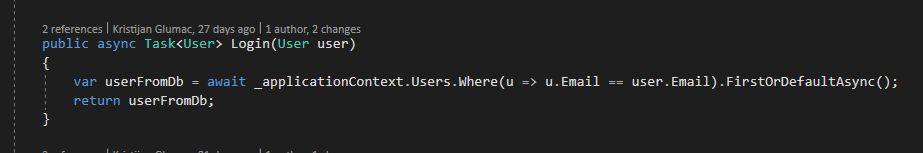 2 references | Kristijan Glumac, 27 days ago | 1 author, 2 changes
public async Task<User> Login(User user)
{
var userFromDb = await _applicationContext.Users.Where(u => u.Email == user.Email).FirstOrDefaultAsync();
return userFromDb;
}